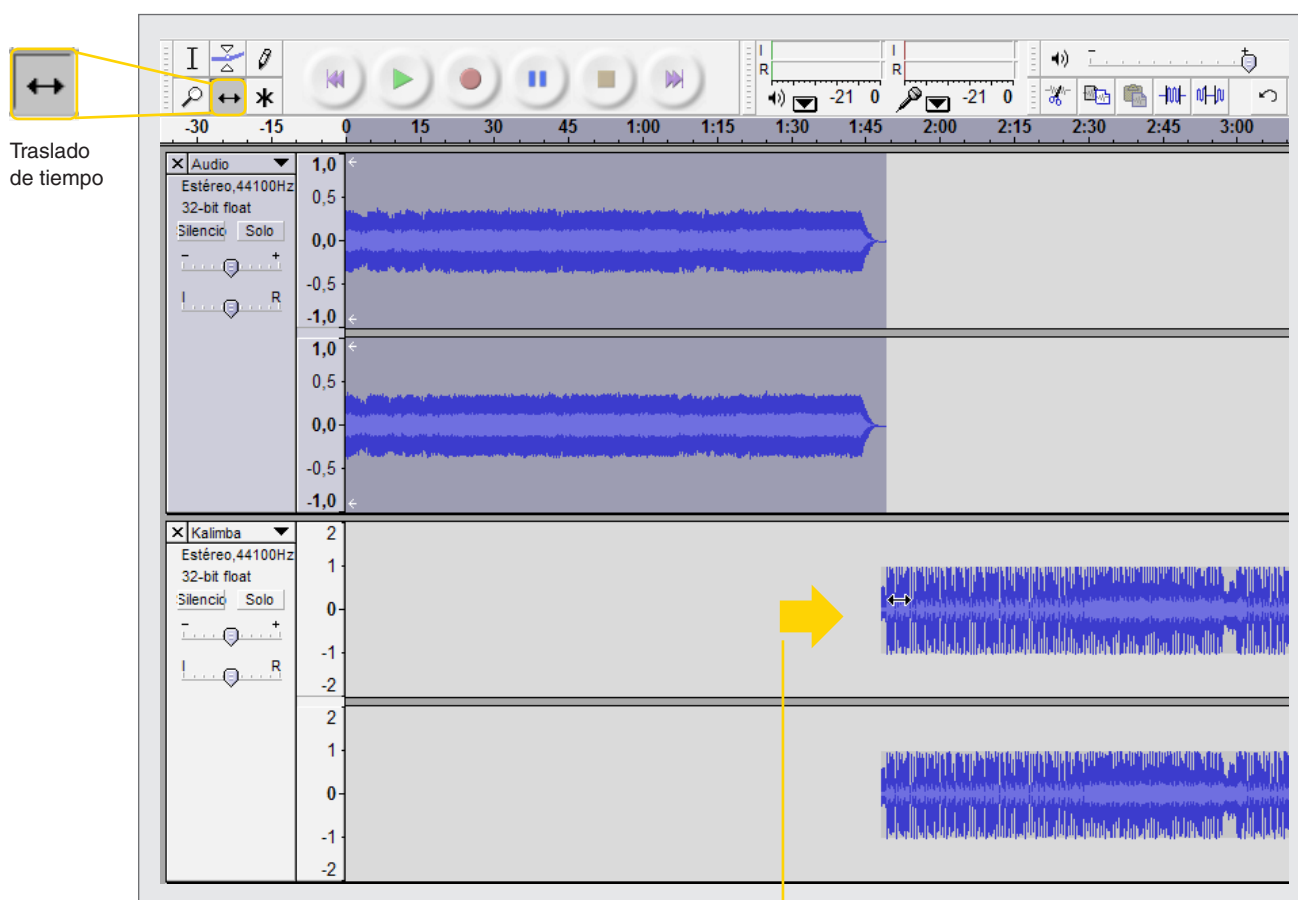 Traslado
de tiempo
I
R
-21 0
I
R
-21 0
- +
-30 -15 0 15 30 45 1:00 1:15 1:30 1:45 2:00 2:15 2:30 2:45 3:00
Audio
Estéreo,44100Hz
32-bit float
Silencio Solo
- +
I R
1,0
0,5
0,0
-0,5
-1,0
1,0
0,5
0,0
-0,5
-1,0
Kalimba
Estéreo,44100Hz
32-bit float
Silencio Solo
- +
I R
2
1
0
-1
-2
2
1
0
-1
-2